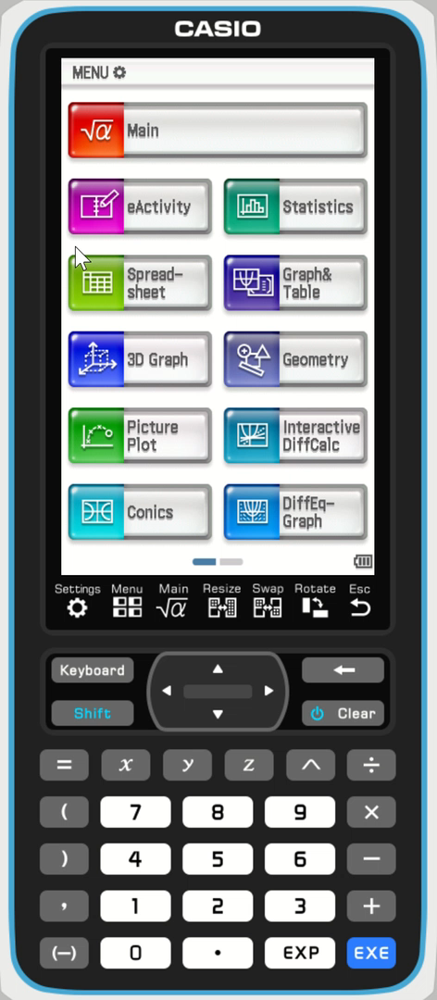 CASIO
MENU
√α Main
eActivity Statistics
Spread-
sheet
Graph&
Table
3D Graph Geometry
Picture
Plot
Interactive
DiffCalc
Conics
DiffEq-
Graph
Settings Menu Main Resize Swap Rotate Esc
√α
Keyboard
Shift Clear
= x y z ^ ÷
( 7 8 9 ×
) 4 5 6 −
, 1 2 3 +
(−) 0 . EXP EXE